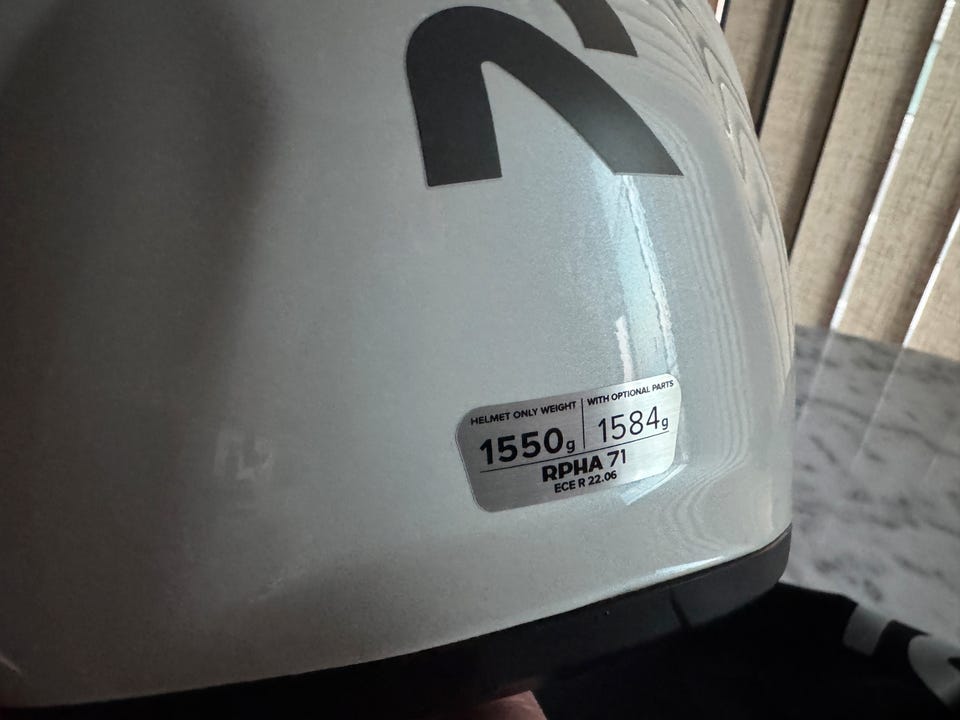 HELMET ONLY WEIGHT
1550g
WITH OPTIONAL PARTS
1584g
RPHA 71
ECE R 22.06